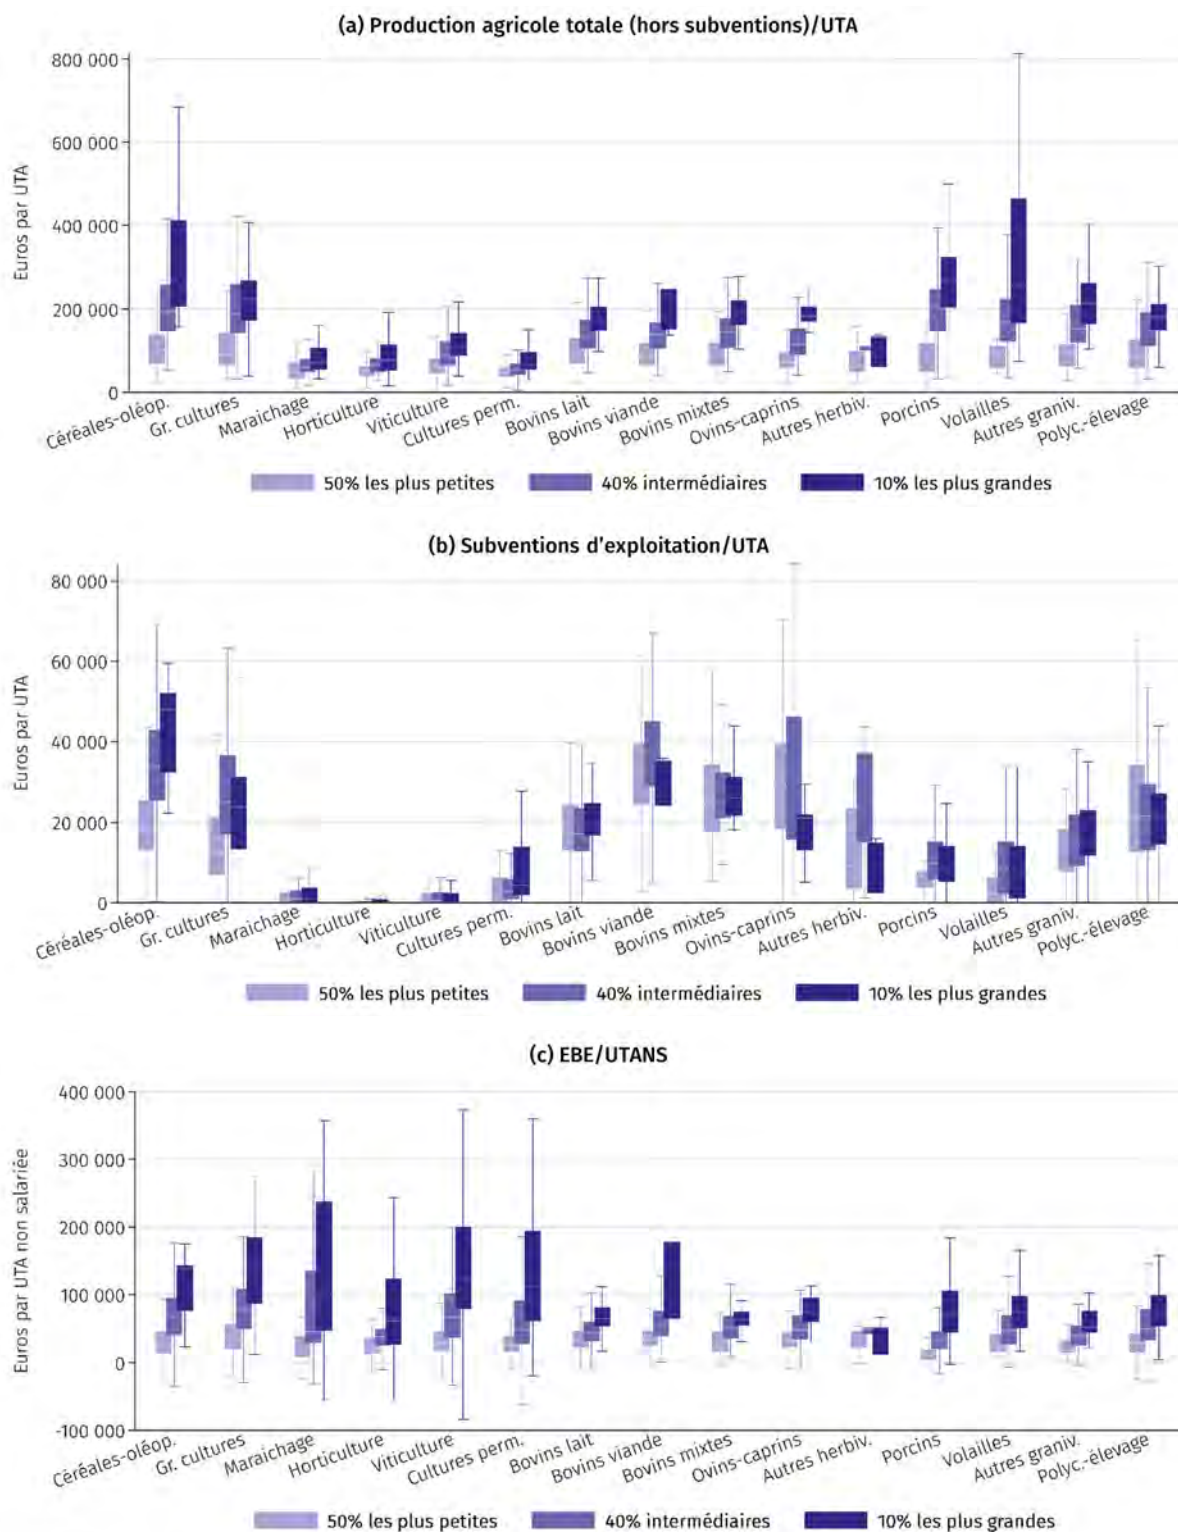 (a) Production agricole totale (hors subventions)/UTA
Euros par UTA
800 000
600 000
400 000
200 000
0
Céréales-oléop.
Gr. cultures
Maraichage
Horticulture
Viticulture
Cultures perm.
Bovins lait
Bovins viande
Bovins mixtes
Ovins-caprins
Autres herbiv.
Porcins
Volailles
Autres graniv.
Polyc.-élevage
50% les plus petites
40% intermédiaires
10% les plus grandes
(b) Subventions d'exploitation/UTA
Euros par UTA
80 000
60 000
40 000
20 000
0
Céréales-oléop.
Gr. cultures
Maraichage
Horticulture
Viticulture
Cultures perm.
Bovins lait
Bovins viande
Bovins mixtes
Ovins-caprins
Autres herbiv.
Porcins
Volailles
Autres graniv.
Polyc.-élevage
50% les plus petites
40% intermédiaires
10% les plus grandes
(c) EBE/UTANS
Euros par UTA non salariée
400 000
300 000
200 000
100 000
0
-100 000
Céréales-oléop.
Gr. cultures
Maraichage
Horticulture
Viticulture
Cultures perm.
Bovins lait
Bovins viande
Bovins mixtes
Ovins-caprins
Autres herbiv.
Porcins
Volailles
Autres graniv.
Polyc.-élevage
50% les plus petites
40% intermédiaires
10% les plus grandes